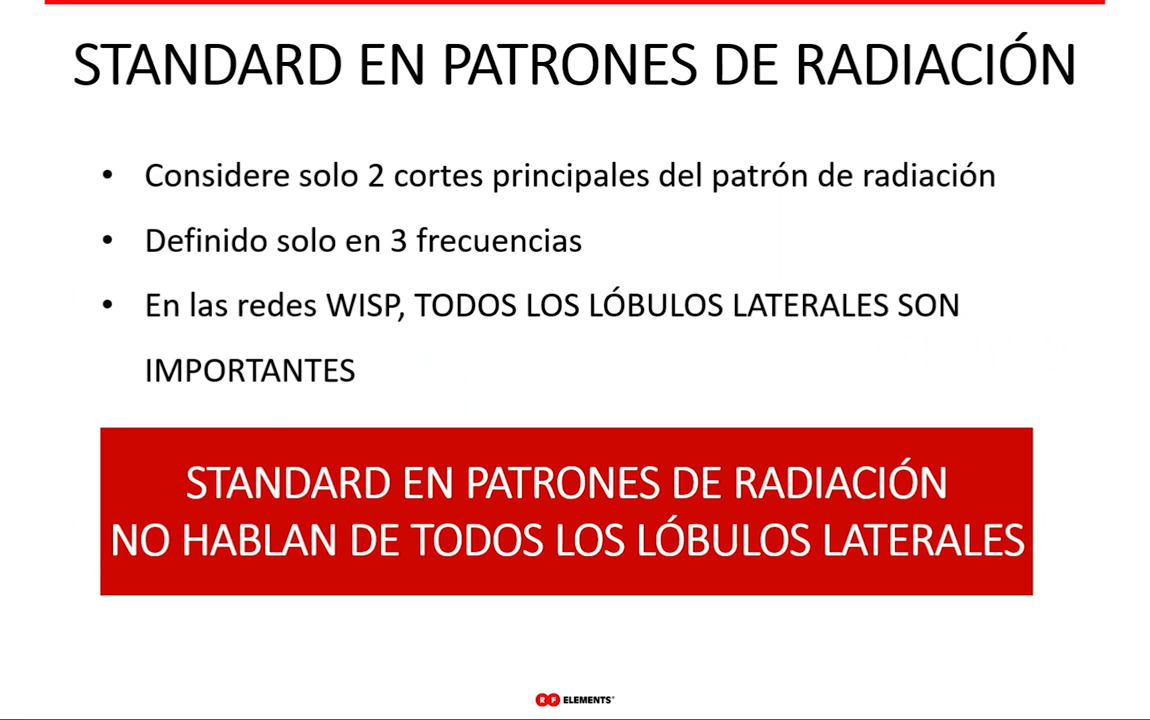 STANDARD EN PATRONES DE RADIACIÓN
• Considere solo 2 cortes principales del patrón de radiación
• Definido solo en 3 frecuencias
• En las redes WISP, TODOS LOS LÓBULOS LATERALES SON
IMPORTANTES
STANDARD EN PATRONES DE RADIACIÓN
NO HABLAN DE TODOS LOS LÓBULOS LATERALES
RF ELEMENTS